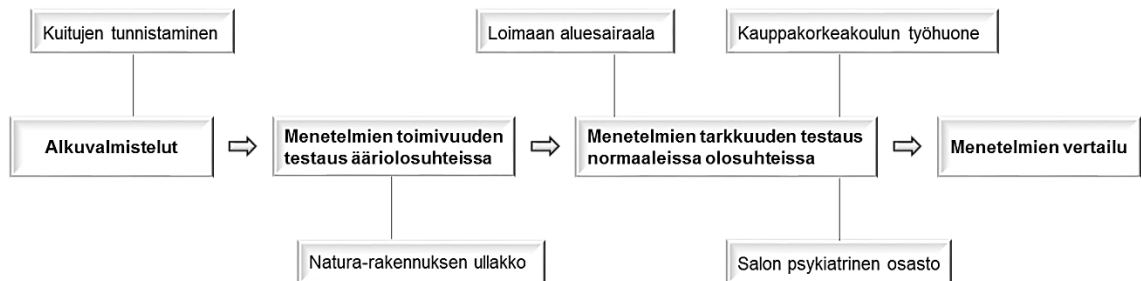 Kuitujen tunnistaminen
Loimaan aluesairaala
Kauppakorkeakoulun työhuone
Alkuvalmistelut
Menetelmien toimivuuden
testaus ääriolosuhteissa
Menetelmien tarkkuuden testaus
normaaleissa olosuhteissa
Menetelmien vertailu
Natura-rakennuksen ullakko
Salon psykiatrinen osasto